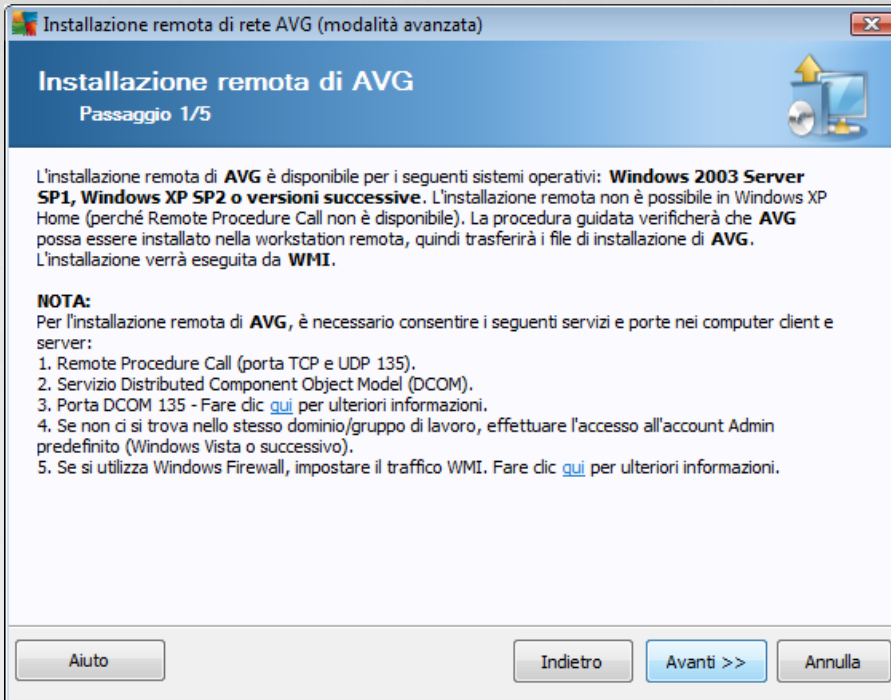 Installazione remota di rete AVG (modalità avanzata)
Installazione remota di AVG
Passaggio 1/5
L'installazione remota di AVG è disponibile per i seguenti sistemi operativi: Windows 2003 Server
SP1, Windows XP SP2 o versioni successive. L'installazione remota non è possibile in Windows XP
Home (perché Remote Procedure Call non è disponibile). La procedura guidata verificherà che AVG
possa essere installato nella workstation remota, quindi trasferirà i file di installazione di AVG.
L'installazione verrà eseguita da WMI.
NOTA:
Per l'installazione remota di AVG, è necessario consentire i seguenti servizi e porte nei computer client e
server:
1. Remote Procedure Call (porta TCP e UDP 135).
2. Servizio Distributed Component Object Model (DCOM).
3. Porta DCOM 135 - Fare clic qui per ulteriori informazioni.
4. Se non ci si trova nello stesso dominio/gruppo di lavoro, effettuare l'accesso all'account Admin
predefinito (Windows Vista o successivo).
5. Se si utilizza Windows Firewall, impostare il traffico WMI. Fare clic qui per ulteriori informazioni.
Aiuto
Indietro
Avanti >>
Annulla